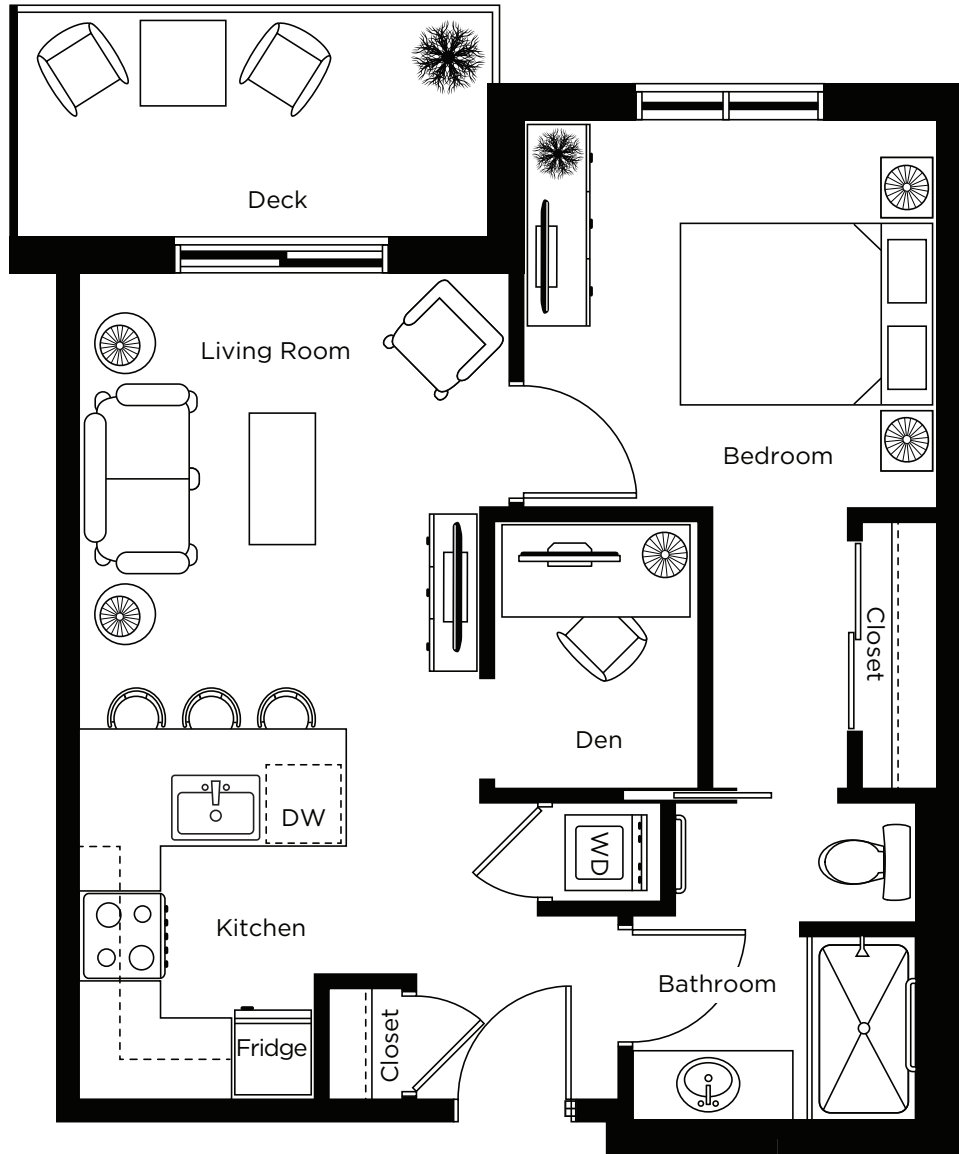 Deck
Living Room
Bedroom
Closet
Den
DW
WD
Kitchen
Bathroom
Closet
Fridge